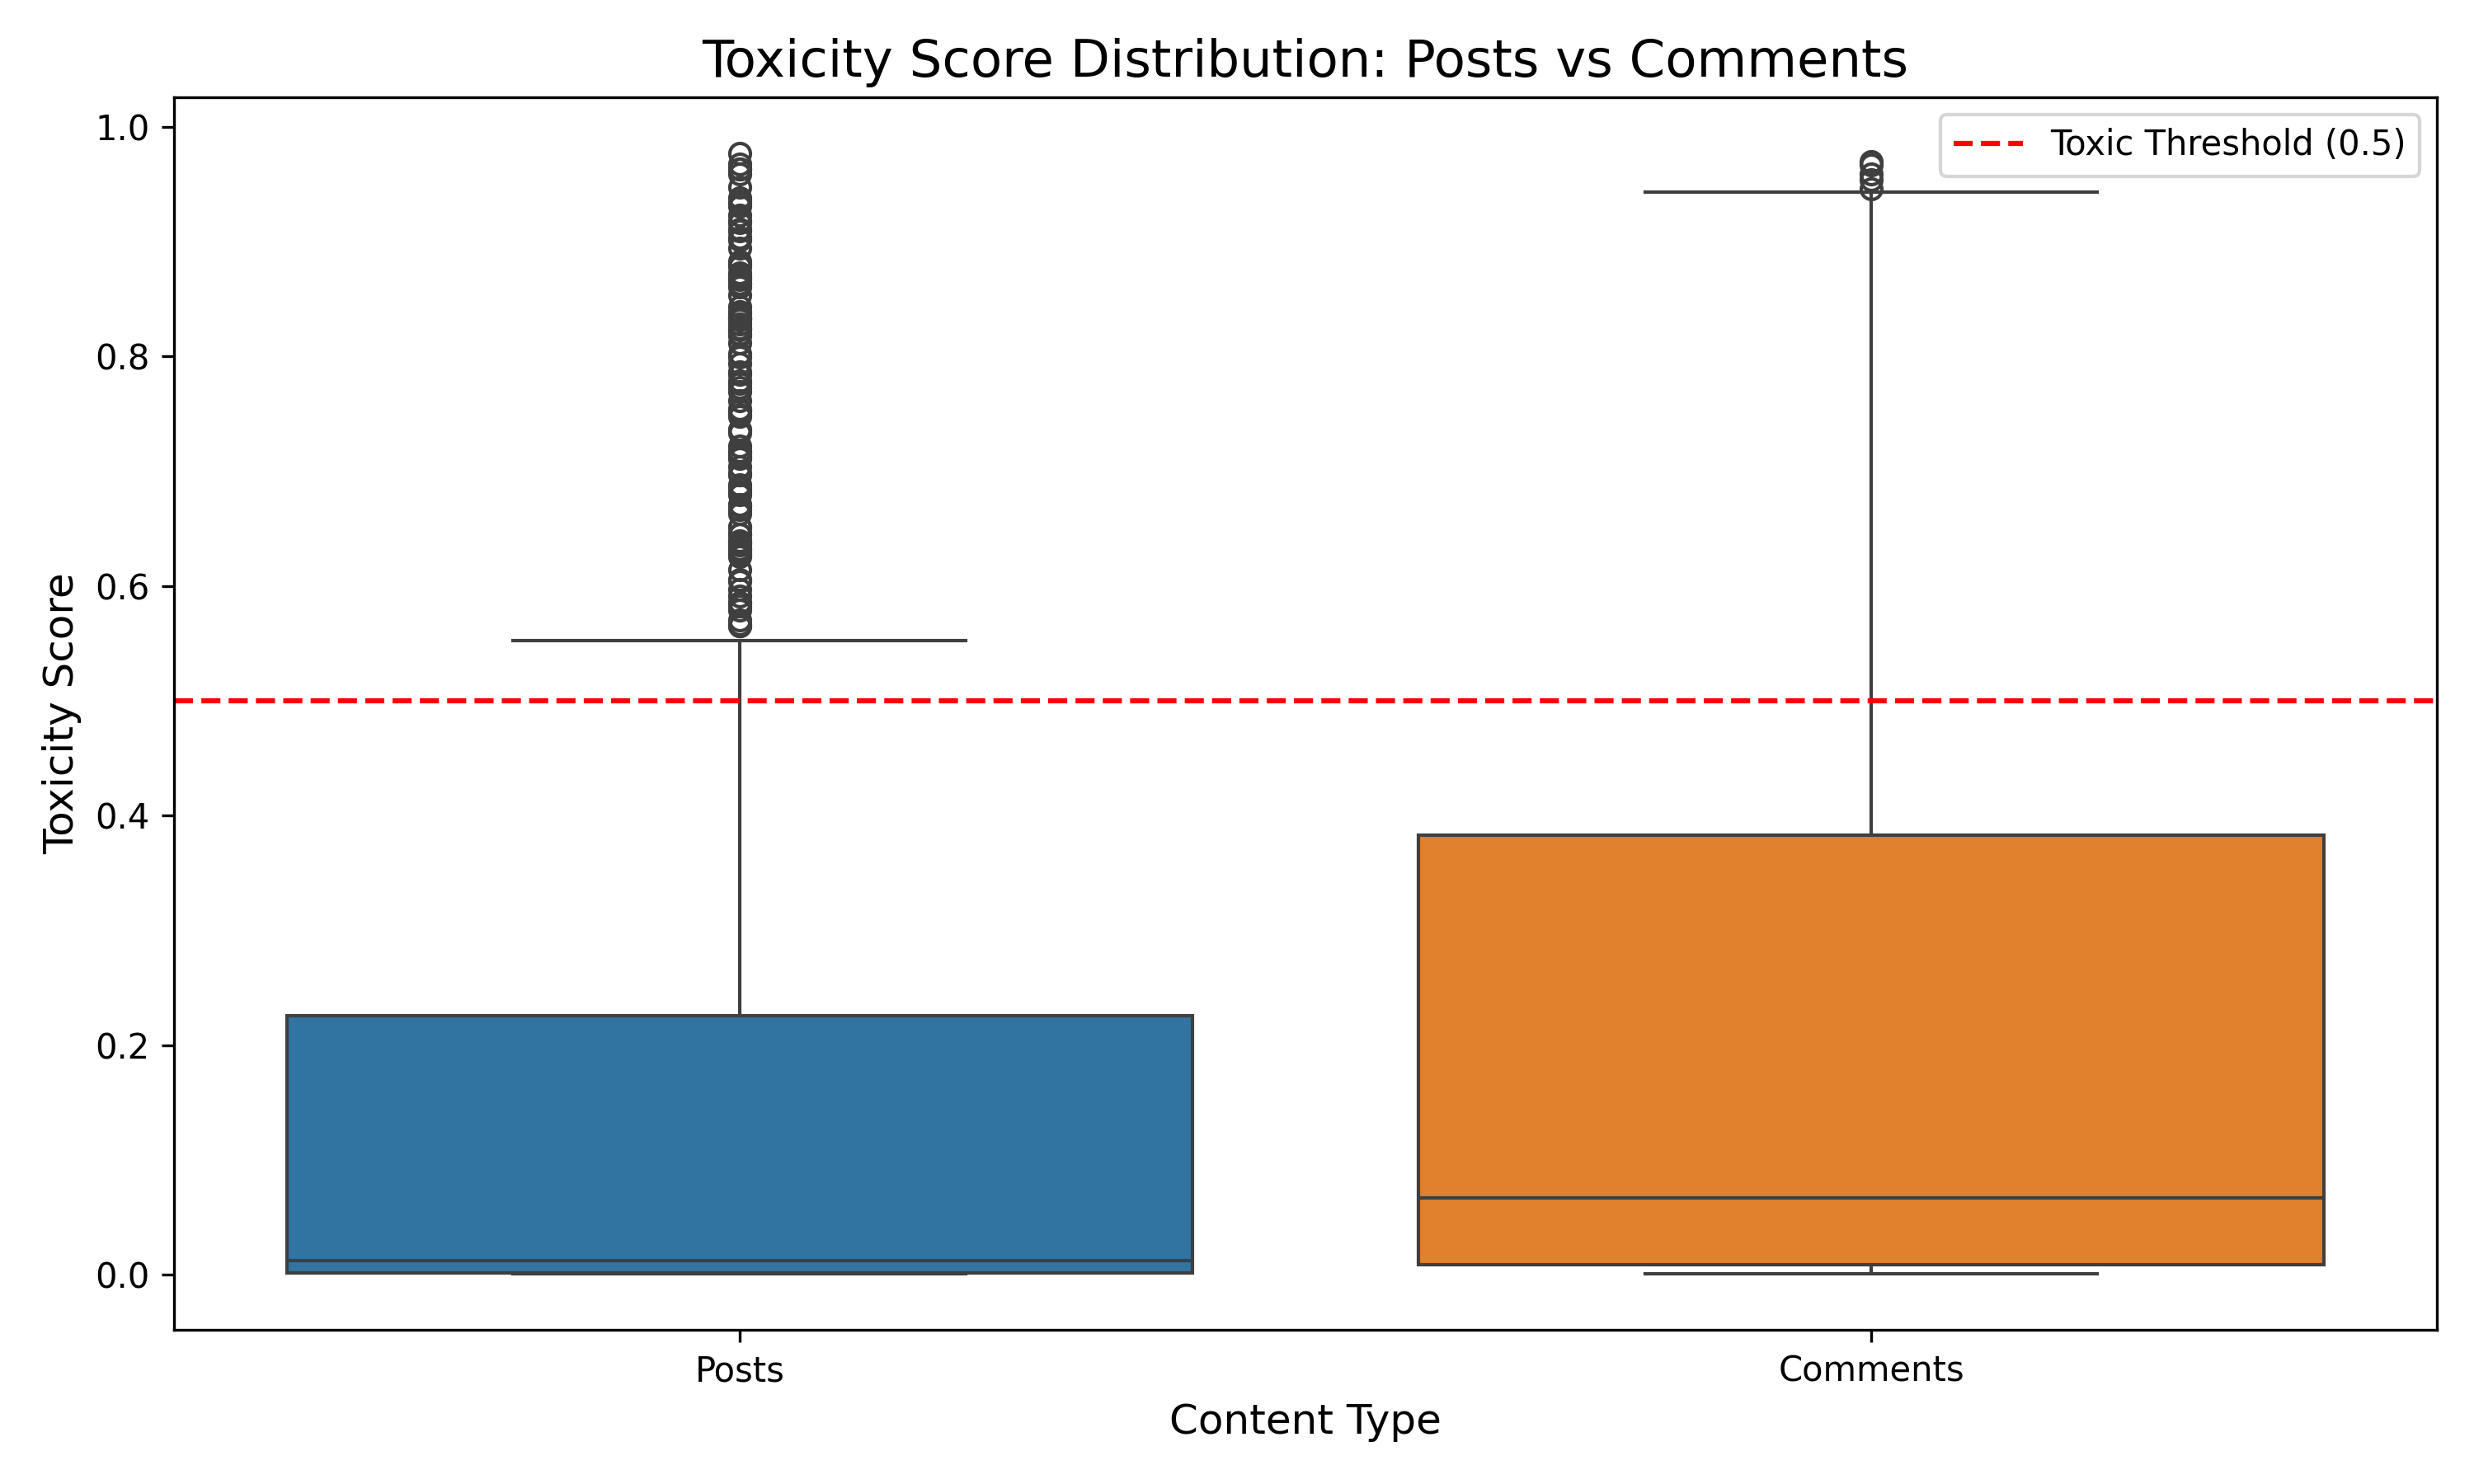 Toxicity Score Distribution: Posts vs Comments
Toxic Threshold (0.5)
Toxicity Score
1.0
0.8
0.6
0.4
0.2
0.0
Posts
Comments
Content Type